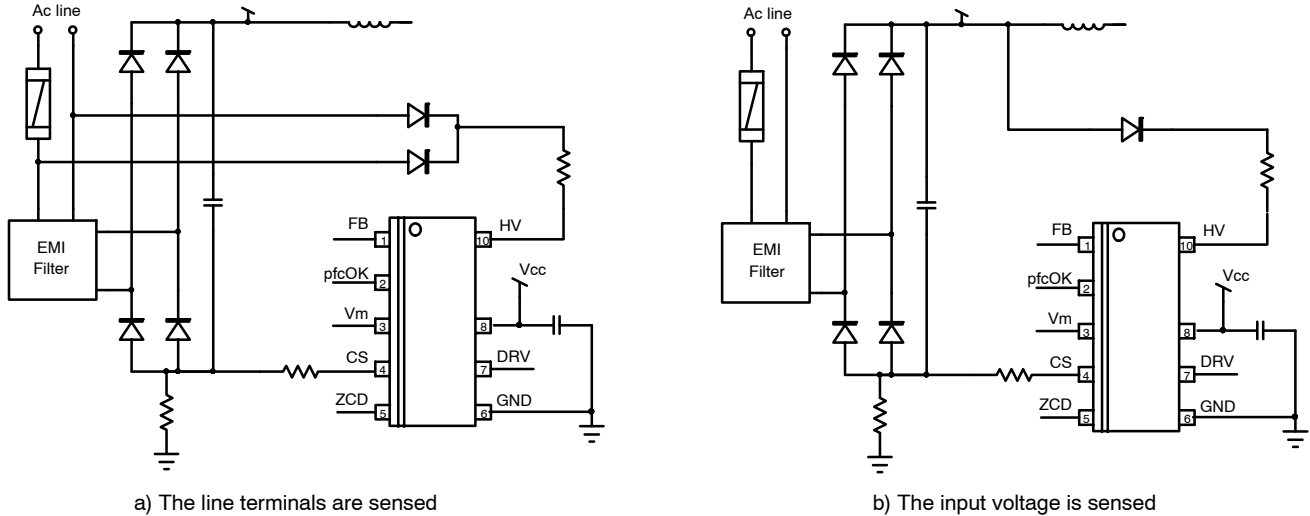 Ac line
EMI
Filter
FB
1
pfcOK
2
Vm
3
CS
4
ZCD
5
HV
10
Vcc
8
DRV
7
GND
6
a) The line terminals are sensed
Ac line
EMI
Filter
FB
1
pfcOK
2
Vm
3
CS
4
ZCD
5
HV
10
Vcc
8
DRV
7
GND
6
b) The input voltage is sensed